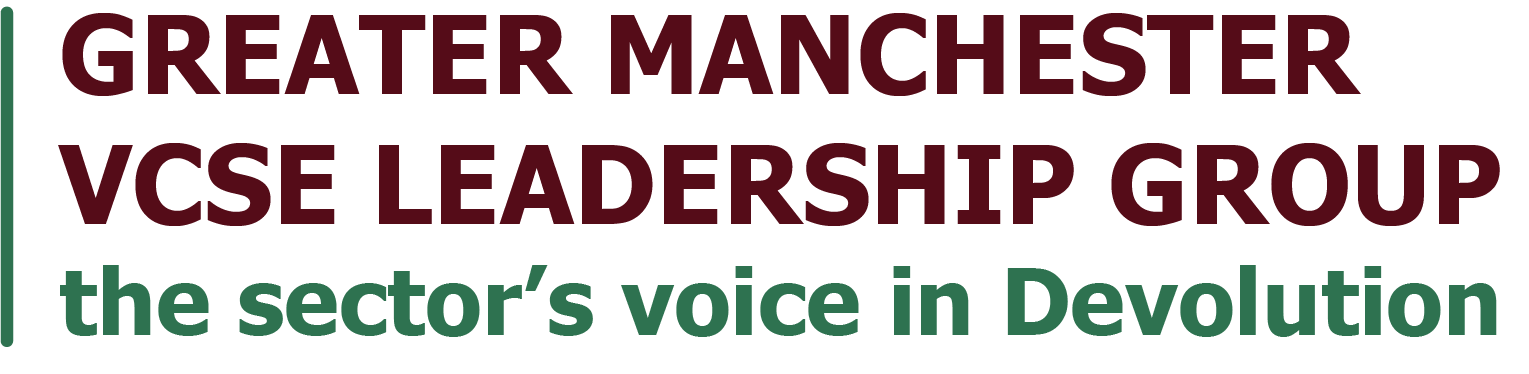 GREATER MANCHESTER
VCSE LEADERSHIP GROUP
the sector’s voice in Devolution